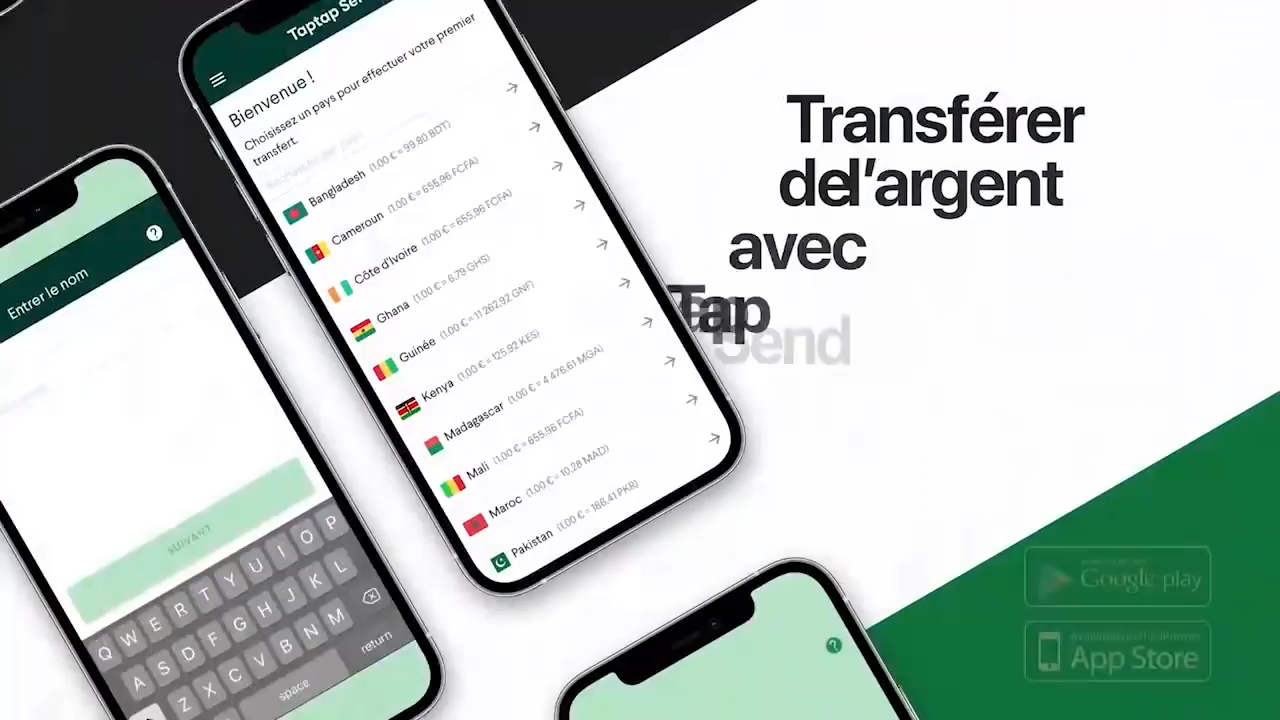 Taptap Sen
Bienvenue !
Choisissez un pays pour effectuer votre premier
transfert.
Bangladesh (1,00 € = 99,80 BDT)
Cameroun (1,00 € = 655,96 FCFA)
Côte d'Ivoire (1,00 € = 655,96 FCFA)
Ghana (1,00 € = 6,79 GHS)
Guinée (1,00 € = 11 262,92 GNF)
Kenya (1,00 € = 125,92 KES)
Madagascar (1,00 € = 4 476,61 MGA)
Mali (1,00 € = 655,96 FCFA)
Maroc (1,00 € = 10,28 MAD)
Pakistan (1,00 € = 186,41 PKR)
Entrer le nom
SUIVANT
Q W E R T Y U I O P
A S D F G H J K L
Z X C V B N M
space return
Transférer
del'argent
avec
Tap
Send
Google play
App Store